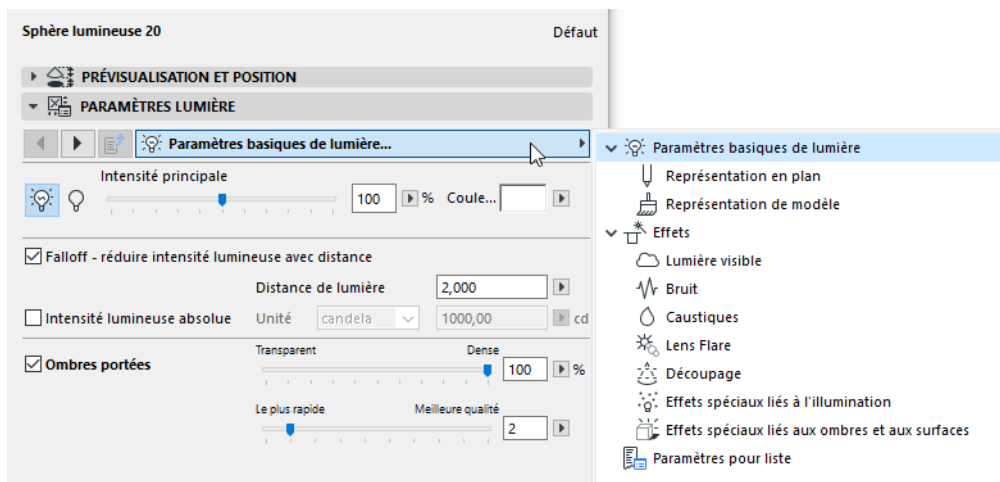 Sphère lumineuse 20 Défaut
PRÉVISUALISATION ET POSITION
PARAMÈTRES LUMIÈRE
Paramètres basiques de lumière...
Intensité principale
100 % Coule...
Falloff - réduire intensité lumineuse avec distance
Distance de lumière 2,000
Intensité lumineuse absolue Unité candela 1000,00 cd
Transparent Dense
Ombres portées 100 %
Le plus rapide Meilleure qualité
2
Paramètres basiques de lumière
Représentation en plan
Représentation de modèle
Effets
Lumière visible
Bruit
Caustiques
Lens Flare
Découpage
Effets spéciaux liés à l'illumination
Effets spéciaux liés aux ombres et aux surfaces
Paramètres pour liste